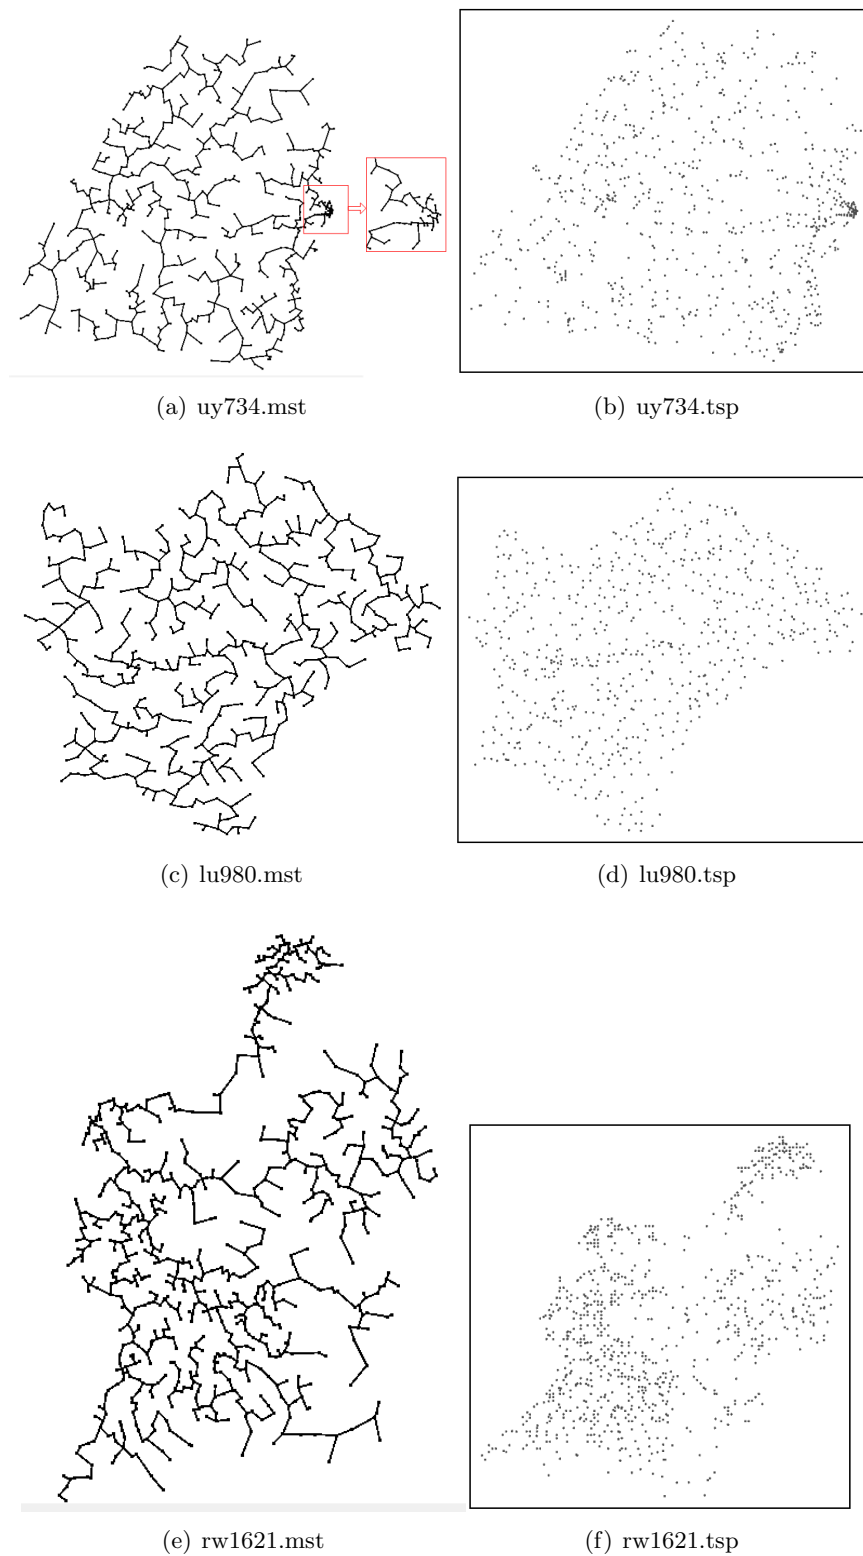 (a) uy734.mst
(b) uy734.tsp
(c) lu980.mst
(d) lu980.tsp
(e) rw1621.mst
(f) rw1621.tsp